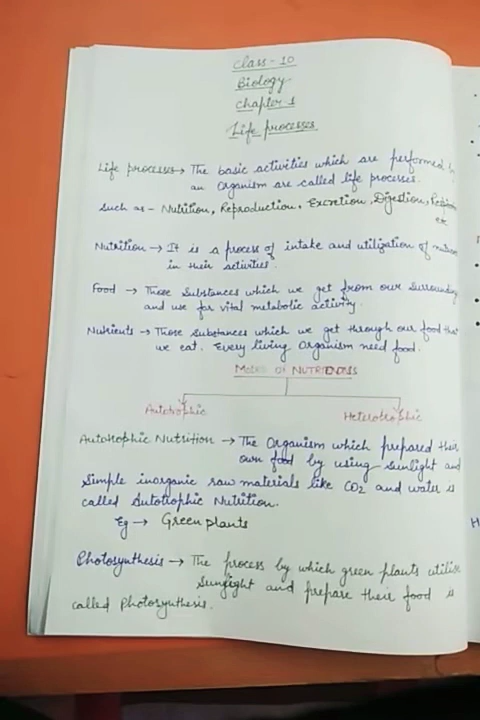 Class - 10
Biology
Chapter 1
Life processes
Life processes → The basic activities which are performed
an Organism are called life processes.
Such as - Nutrition, Reproduction, Excretion, Digestion,
etc
Nutrition → It is a process of intake and utilization of
in their activities.
Food → Those Substances which we get from our surrounding
and use for vital metabolic activity.
Nutrients → Those substances which we get through our food that
we eat. Every living Organism need food.
Modes of
Autotrophic Heterotrophic
Autotrophic Nutrition → The Organism which prepared their
own food by using sunlight and
Simple inorganic raw materials like CO2 and water is
called Autotrophic Nutrition.
Eg → Green plants
Photosynthesis → The process by which green plants utilise
Sunlight and prepare their food is
called Photosynthesis.